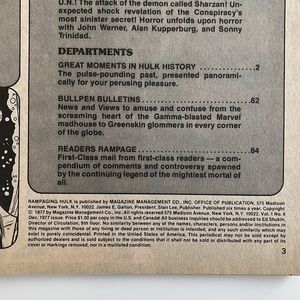 U.N.! The attack of the demon called Sharzan! Un-
expected shock revelation of the Conspiracy's
most sinister secret! Horror unfolds upon horror
with John Warner, Alan Kupperburg, and Sonny
Trinidad.
DEPARTMENTS
GREAT MOMENTS IN HULK HISTORY ............2
The pulse-pounding past, presented panorami-
cally for your perusing pleasure.
BULLPEN BULLETINS ............62
News and Views to amuse and confuse from the
screaming heart of the Gamma-blasted Marvel
madhouse to Greenskin glommers in every corner
of the globe.
READERS RAMPAGE ............64
First-Class mail from first-class readers — a com-
pendium of comments and controversy spawned
by the continuing legend of the mightiest mortal of
all.
RAMPAGING HULK is published by MAGAZINE MANAGEMENT CO., INC. OFFICE OF PUBLICATION, 575 Madison
Avenue, New York, N.Y. 10022. James E. Galton, President. Stan Lee, Publisher. Published six times a year. Copyright
© 1977 by Magazine Management Co., Inc. All rights reserved 575 Madison Avenue, New York, N.Y. 10022. Vol. 1 No. 6
Dec. 1977 issue. Price $1.00 per copy in the U.S. and Canada. All business inquiries should be addressed to Ed Shukin,
Director of Circulation, 9th floor. No similarity between any of the names, characters, persons and/or institutions in
this magazine with those of any living or dead person or institution is intended, and any such similarity which may
exist is purely coincidental. Printed in the United States of America. This periodical may not be sold except by
authorized dealers and is sold subject to the conditions that it shall not be sold or distributed with any part of its
cover or markings removed, nor in a mutilated condition.
3